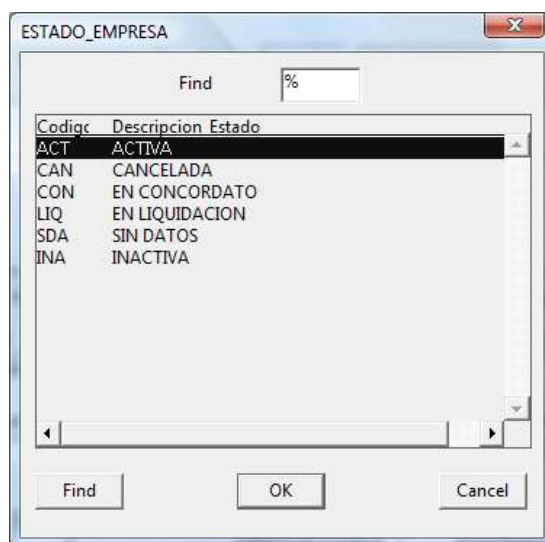 ESTADO_EMPRESA
Find %
Codigo Descripcion Estado
ACT ACTIVA
CAN CANCELADA
CON EN CONCORDATO
LIQ EN LIQUIDACION
SDA SIN DATOS
INA INACTIVA
Find OK Cancel